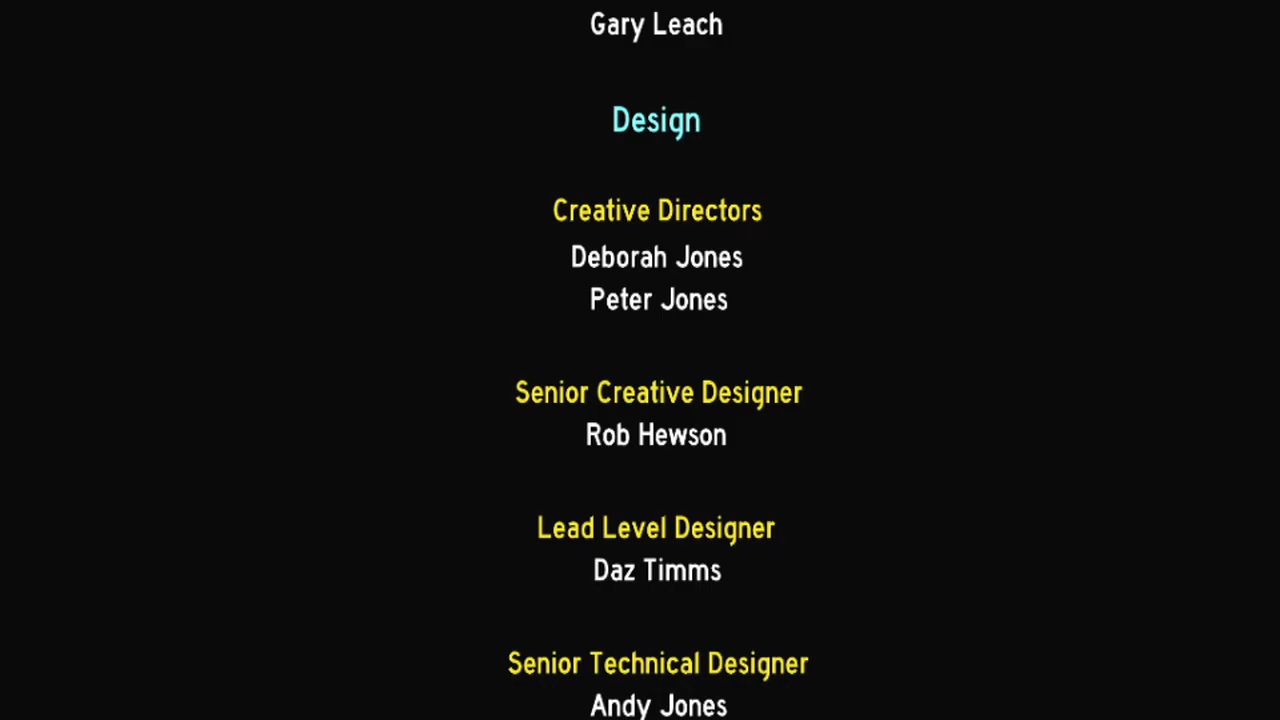 Gary Leach
Design
Creative Directors
Deborah Jones
Peter Jones
Senior Creative Designer
Rob Hewson
Lead Level Designer
Daz Timms
Senior Technical Designer
Andy Jones